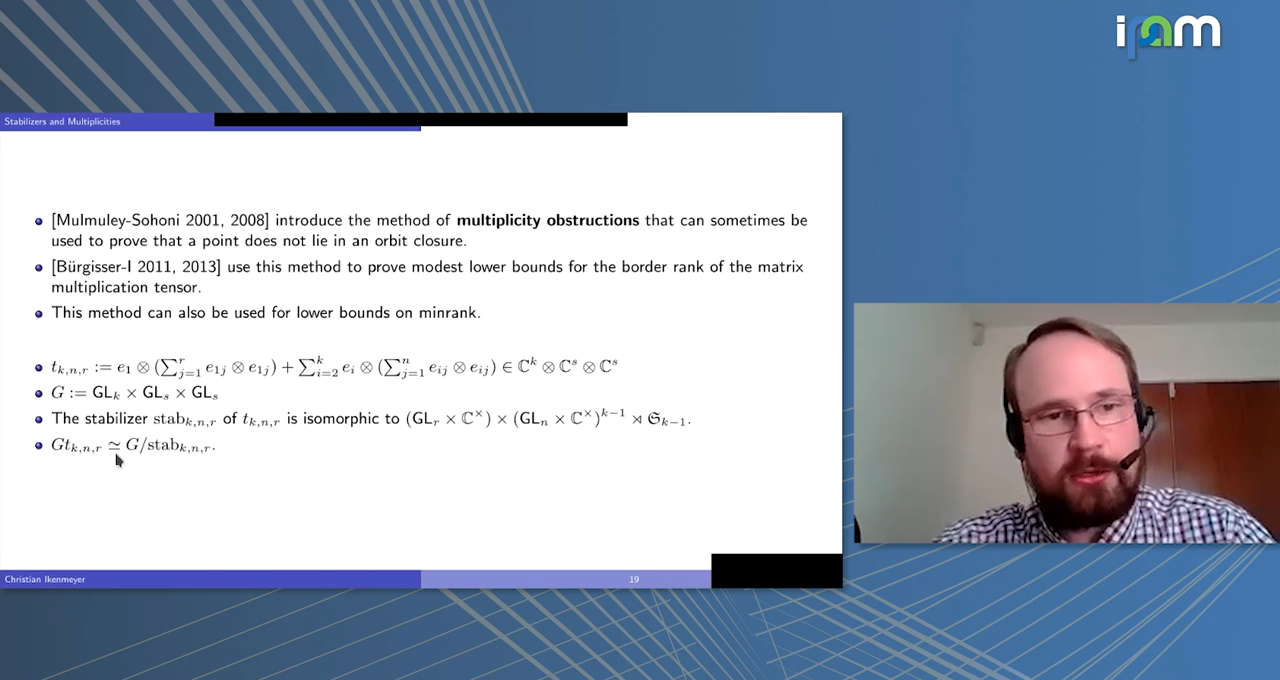 ipam
Stabilizers and Multiplicities
[Mulmuley-Sohoni 2001, 2008] introduce the method of multiplicity obstructions that can sometimes be
used to prove that a point does not lie in an orbit closure.
[Bürgisser-I 2011, 2013] use this method to prove modest lower bounds for the border rank of the matrix
multiplication tensor.
This method can also be used for lower bounds on minrank.
t_{k,n,r} := e_1 ⊗ (∑_{j=1}^r e_{1j} ⊗ e_{1j}) + ∑_{i=2}^k e_i ⊗ (∑_{j=1}^n e_{ij} ⊗ e_{ij}) ∈ ℂ^k ⊗ ℂ^s ⊗ ℂ^s
G := GL_k × GL_s × GL_s
The stabilizer stab_{k,n,r} of t_{k,n,r} is isomorphic to (GL_r × ℂ^×) × (GL_n × ℂ^×)^{k−1} ⋊ 𝔖_{k−1}.
Gt_{k,n,r} ≃ G/stab_{k,n,r}.
Christian Ikenmeyer
19